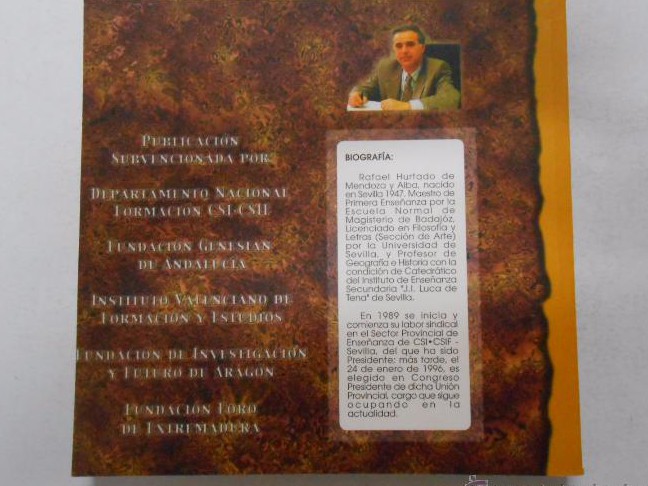 PUBLICACIÓN
SUBVENCIONADA POR:
DEPARTAMENTO NACIONAL
FORMACIÓN CSI-CSIF
FUNDACIÓN GENESIAN
DE ANDALUCÍA
INSTITUTO VALENCIANO DE
FORMACIÓN Y ESTUDIOS
FUNDACIÓN DE INVESTIGACIÓN
Y FUTURO DE ARAGÓN
FUNDACIÓN FORO
DE EXTREMADURA
BIOGRAFÍA:
Rafael Hurtado de
Mendoza y Alba, nacido
en Sevilla 1947. Maestro de
Primera Enseñanza por la
Escuela Normal de
Magisterio de Badajóz.
Licenciado en Filosofía y
Letras (Sección de Arte)
por la Universidad de
Sevilla, y Profesor de
Geografía e Historia con la
condición de Catedrático
del Instituto de Enseñanza
Secundaria "J.I. Luca de
Tena" de Sevilla.
En 1989 se inicia y
comienza su labor sindical
en el Sector Provincial de
Enseñanza de CSI•CSIF -
Sevilla, del que ha sido
Presidente; más tarde, el
24 de enero de 1996, es
elegido en Congreso
Presidente de dicha Unión
Provincial, cargo que sigue
ocupando en la
actualidad.